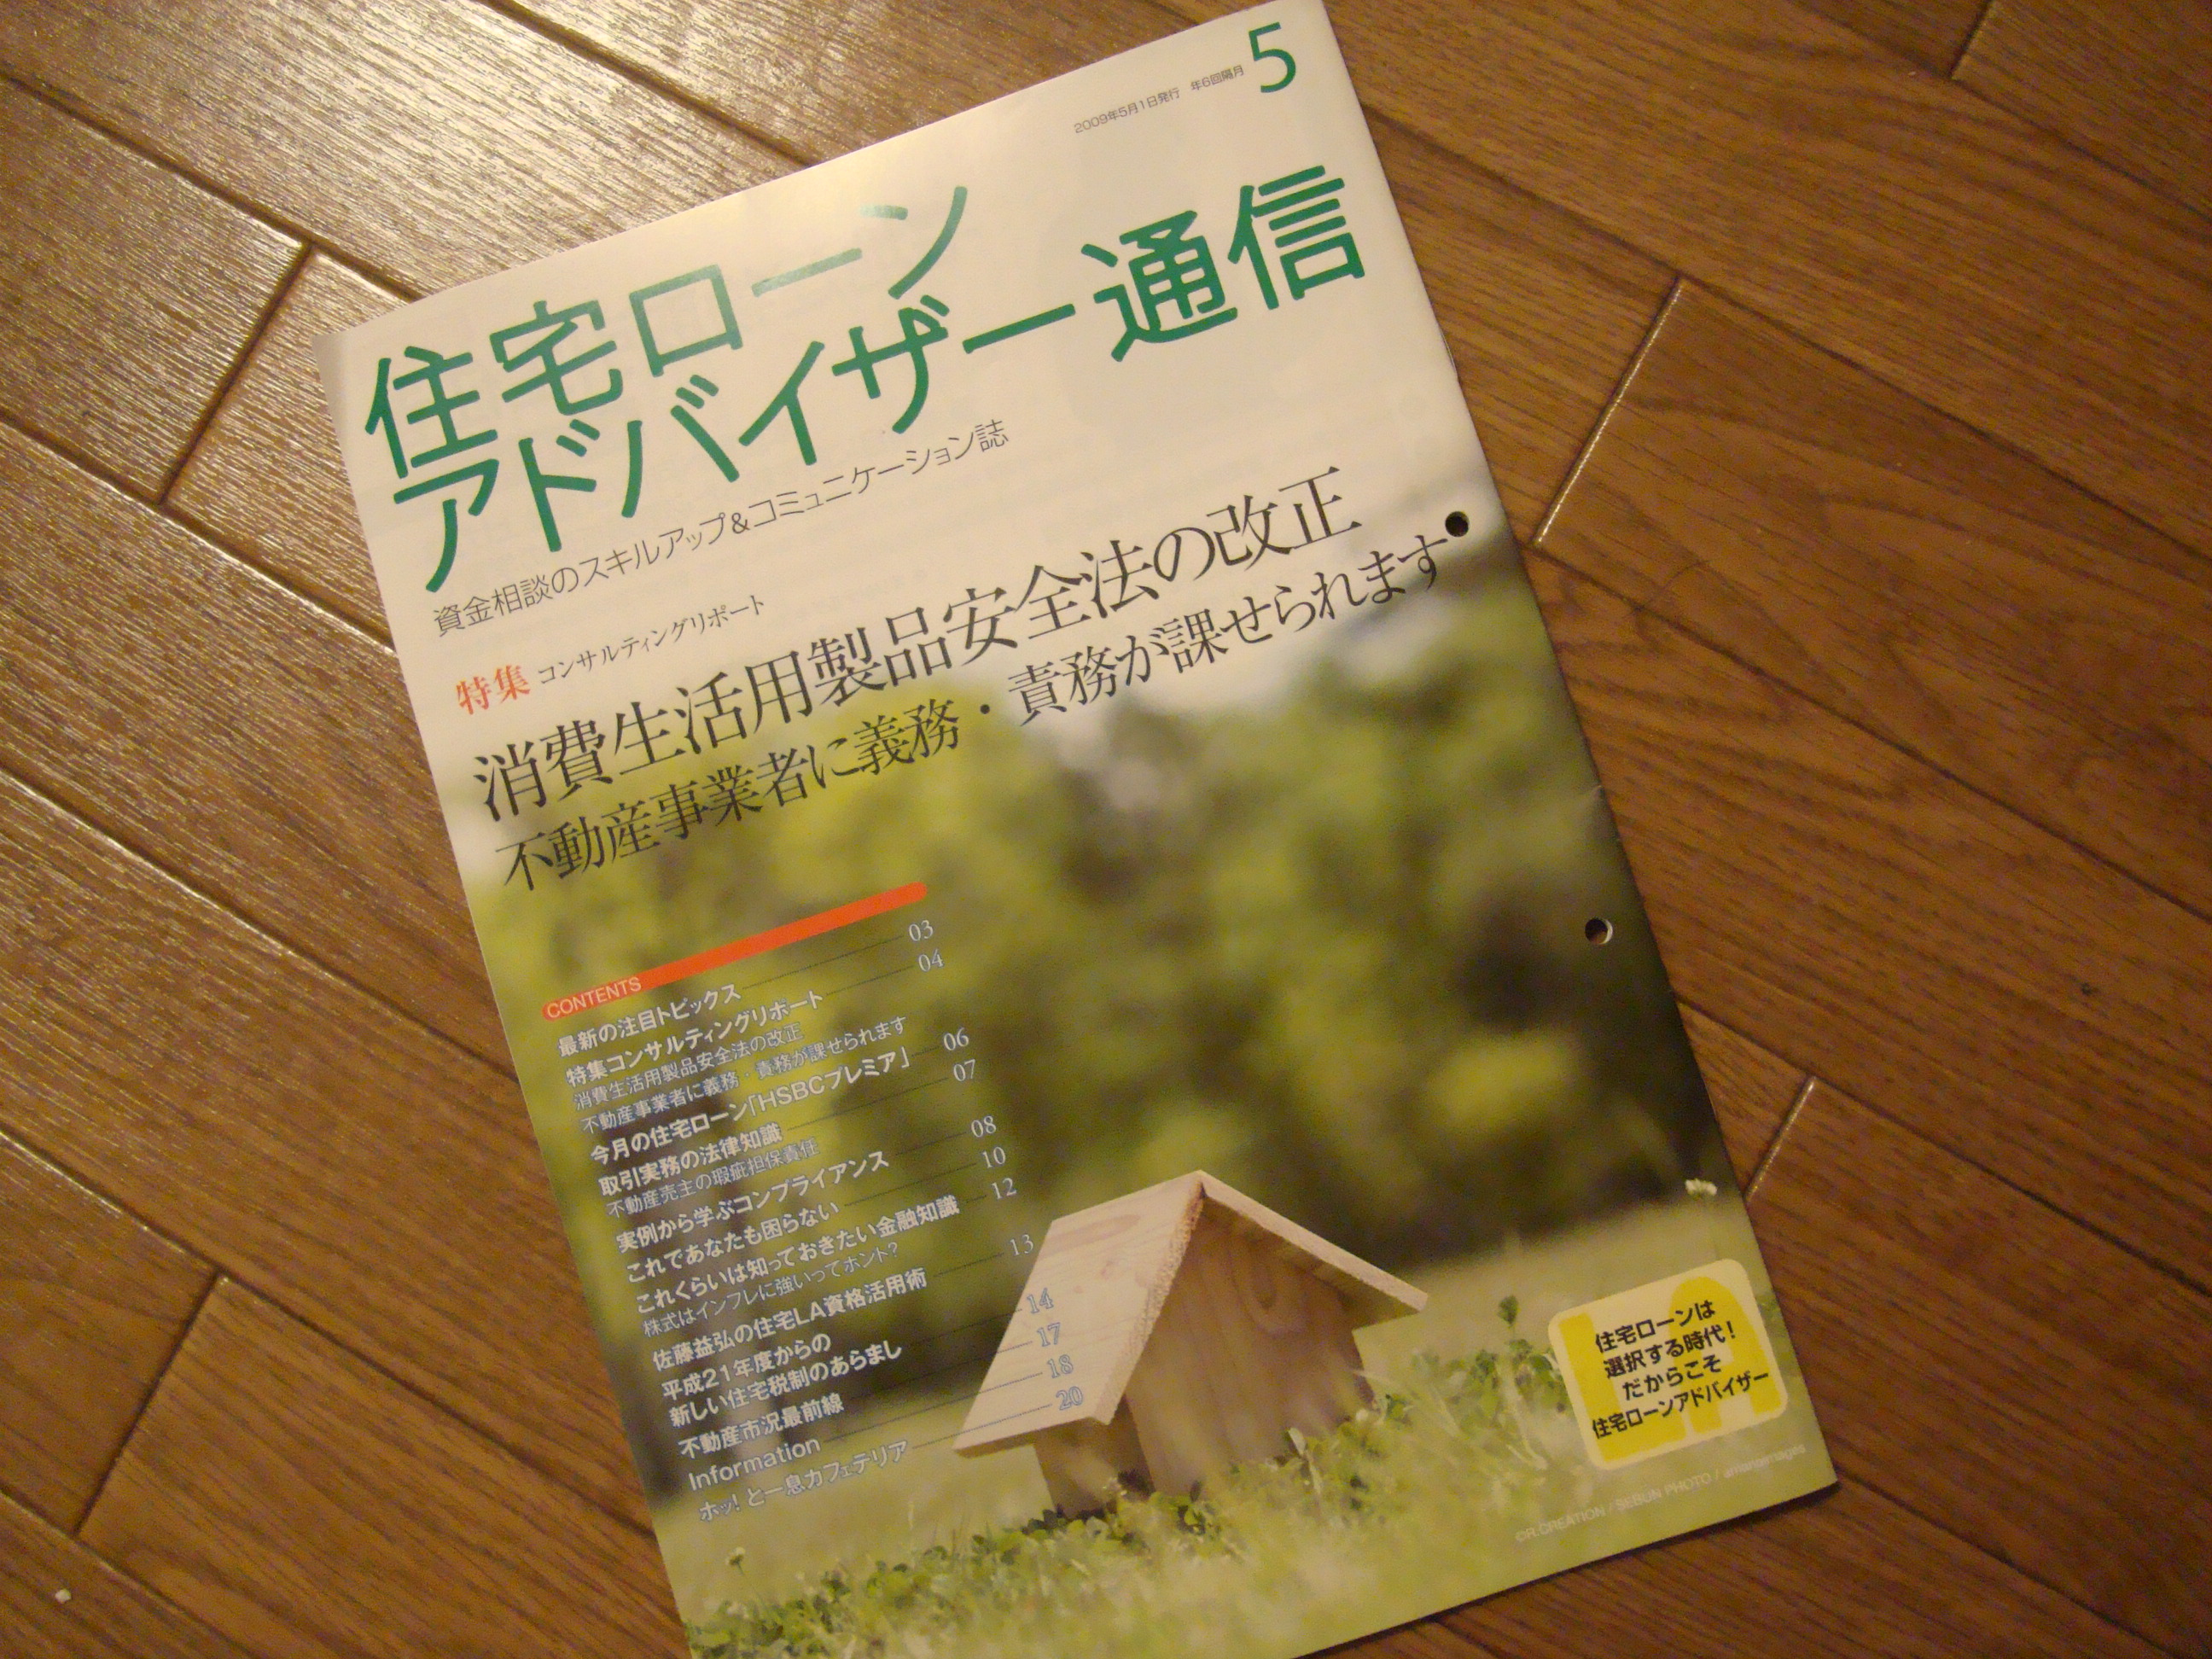 2009年5月1日発行 年6回隔月 5
住宅ローン
アドバイザー通信
資金相談のスキルアップ&コミュニケーション誌
特集 コンサルティングリポート
消費生活用製品安全法の改正
不動産事業者に義務・責務が課せられます
CONTENTS
最新の注目トピックス 03
特集コンサルティングリポート 04
消費生活用製品安全法の改正
不動産事業者に義務・責務が課せられます
今月の住宅ローン「HSBCプレミア」 06
取引実務の法律知識 07
不動産売主の瑕疵担保責任
実例から学ぶコンプライアンス 08
これであなたも困らない 10
これくらいは知っておきたい金融知識 12
株式はインフレに強いってホント?
佐藤益弘の住宅LA資格活用術 13
平成21年度からの
新しい住宅税制のあらまし 14
不動産市況最前線 17
Information 18
ホッ!と一息カフェテリア 20
住宅ローンは
選択する時代!
だからこそ
住宅ローンアドバイザー
©R.CREATION / SEBUN PHOTO / amanaimages